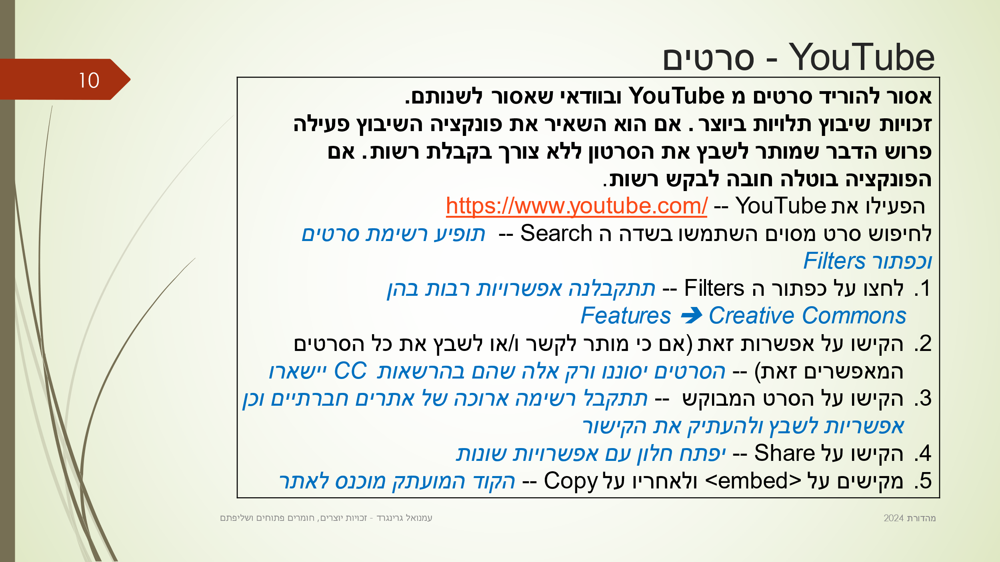 YouTube - סרטים
10
אסור להוריד סרטים מ YouTube ובוודאי שאסור לשנותם.
זכויות שיבוץ תלויות ביוצר. אם הוא השאיר את פונקציה השיבוץ פעילה
פרוש הדבר שמותר לשבץ את הסרטון ללא צורך בקבלת רשות. אם
הפונקציה בוטלה חובה לבקש רשות.
הפעילו את YouTube -- https://www.youtube.com/
לחיפוש סרט מסוים השתמשו בשדה ה Search -- תופיע רשימת סרטים
וכפתור Filters
1. לחצו על כפתור ה Filters -- תתקבלנה אפשרויות רבות בהן
Features ➔ Creative Commons
2. הקישו על אפשרות זאת (אם כי מותר לקשר ו/או לשבץ את כל הסרטים
המאפשרים זאת) -- הסרטים יסוננו ורק אלה שהם בהרשאות CC יישארו
3. הקישו על הסרט המבוקש -- תתקבל רשימה ארוכה של אתרים חברתיים וכן
אפשריות לשבץ ולהעתיק את הקישור
4. הקישו על Share -- יפתח חלון עם אפשרויות שונות
5. מקישים על <embed> ולאחריו על Copy -- הקוד המועתק מוכנס לאתר
מהדורת 2024
עמנואל גרינגרד - זכויות יוצרים, חומרים פתוחים ושליפתם